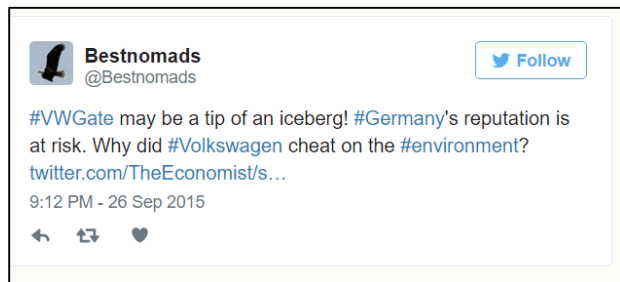 Bestnomads
@Bestnomads
Follow
#VWGate may be a tip of an iceberg! #Germany's reputation is
at risk. Why did #Volkswagen cheat on the #environment?
twitter.com/TheEconomist/s…
9:12 PM - 26 Sep 2015